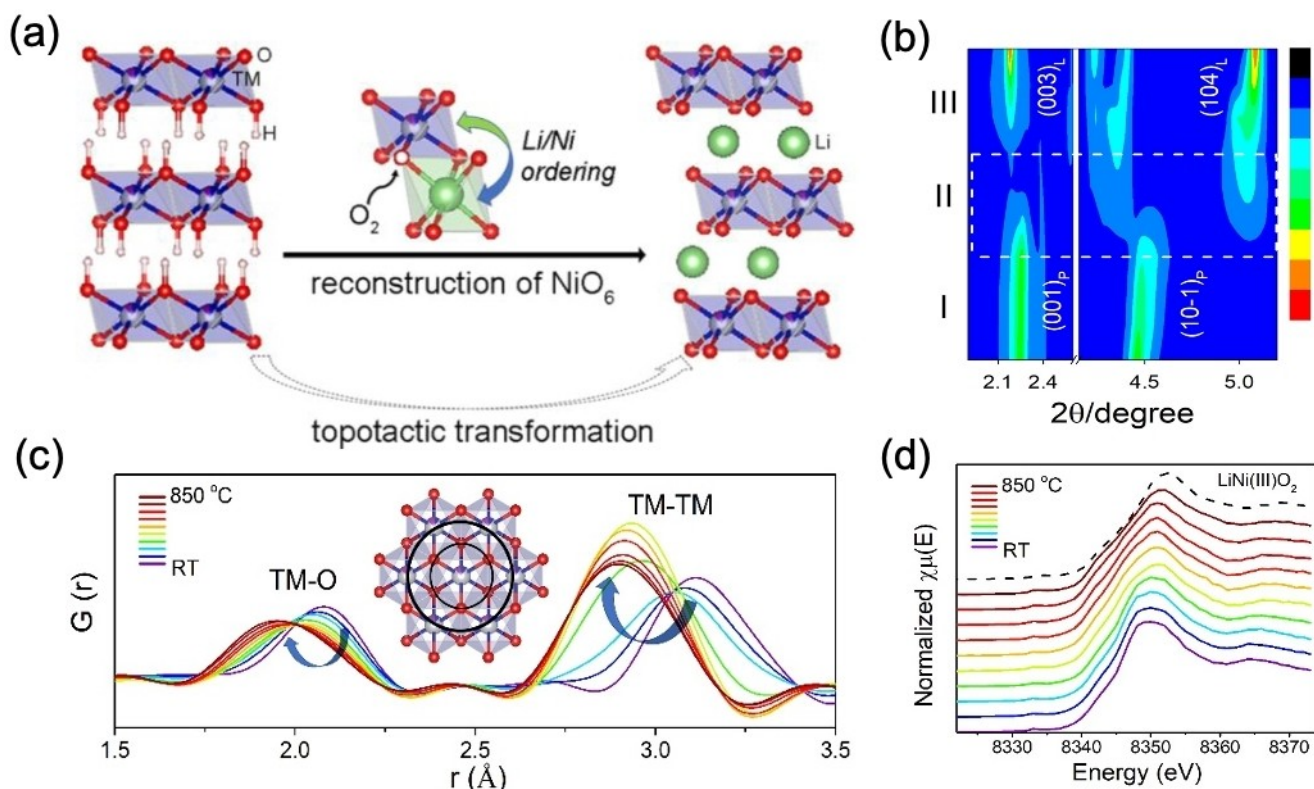 (a)
O
TM
H
Li/Ni
ordering
O₂
reconstruction of NiO₆
Li
topotactic transformation
(b)
III
II
I
(003)L
(104)L
(001)P
(10-1)P
2.1
2.4
4.5
5.0
2θ/degree
(c)
850 °C
RT
TM-O
TM-TM
G (r)
1.5
2.0
2.5
3.0
3.5
r (Å)
(d)
850 °C
RT
LiNi(III)O₂
Normalized χμ(E)
8330
8340
8350
8360
8370
Energy (eV)